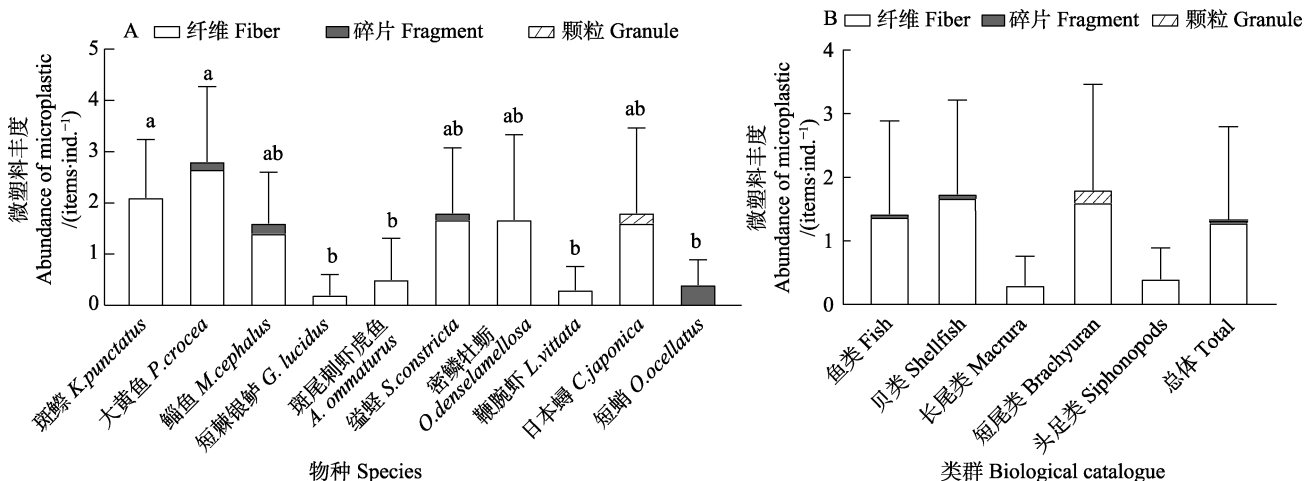 A 纤维 Fiber 碎片 Fragment 颗粒 Granule
5
4
3
2
1
0
微塑料丰度
Abundance of microplastic
/(items·ind.⁻¹)
a
a
ab
b
b
ab
ab
b
ab
b
斑鰶 K.punctatus
大黄鱼 P.crocea
鲻鱼 M.cephalus
短棘银鲈 G. lucidus
斑尾刺虾虎鱼
A. ommaturus
缢蛏 S.constricta
密鳞牡蛎
O.denselamellosa
鞭腕虾 L.vittata
日本蟳 C.japonica
短蛸 O.ocellatus
物种 Species
B 纤维 Fiber 碎片 Fragment 颗粒 Granule
4
3
2
1
0
微塑料丰度
Abundance of microplastic
/(items·ind.⁻¹)
鱼类 Fish
贝类 Shellfish
长尾类 Macrura
短尾类 Brachyuran
头足类 Siphonopods
总体 Total
类群 Biological catalogue